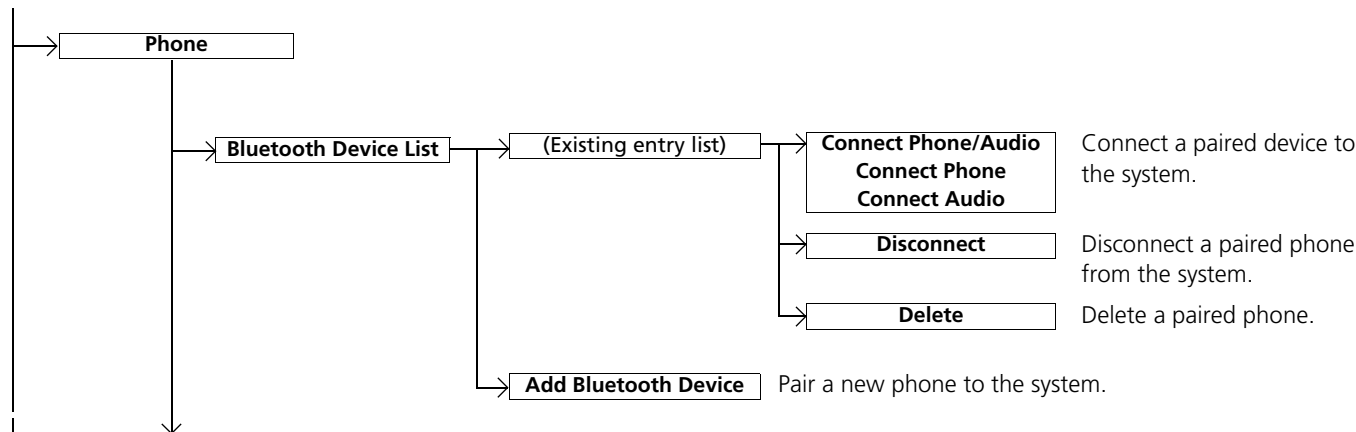 Phone
Bluetooth Device List
(Existing entry list)
Connect Phone/Audio
Connect Phone
Connect Audio
Connect a paired device to
the system.
Disconnect
Disconnect a paired phone
from the system.
Delete
Delete a paired phone.
Add Bluetooth Device
Pair a new phone to the system.